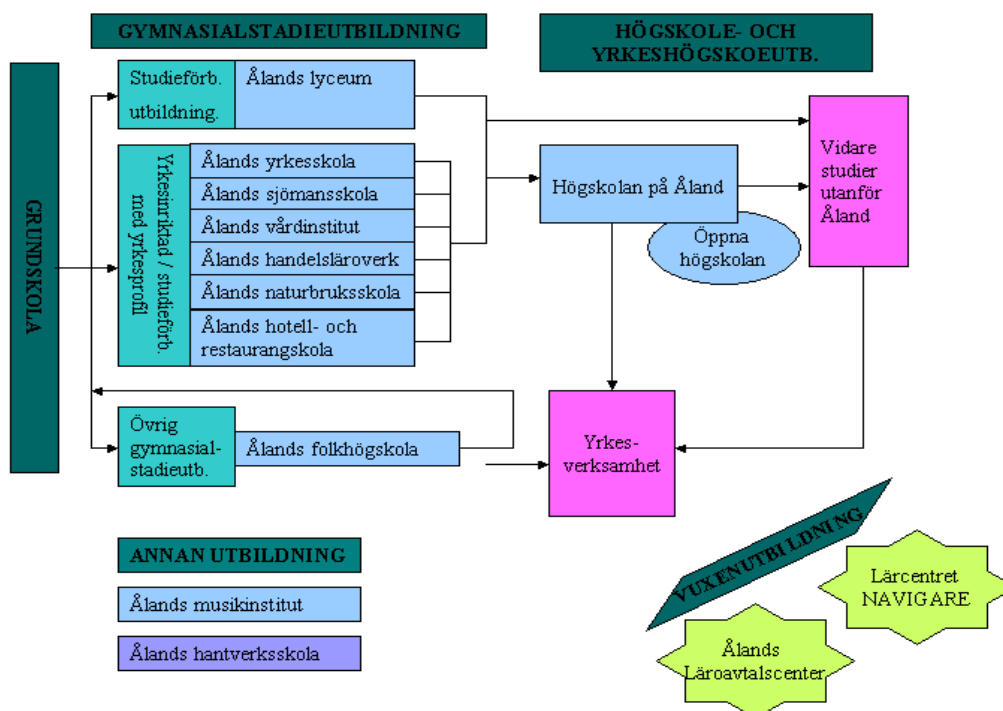 GYMNASIALSTADIEUTBILDNING
HÖGSKOLE- OCH
YRKESHÖGSKOEUTB.
GRUNDSKOLA
Studieförb.
utbildning.
Ålands lyceum
Yrkesinriktad / studieförb.
med yrkesprofil
Ålands yrkesskola
Ålands sjömansskola
Ålands vårdinstitut
Ålands handelsläroverk
Ålands naturbruksskola
Ålands hotell- och
restaurangskola
Högskolan på Åland
Öppna
högskolan
Vidare
studier
utanför
Åland
Övrig
gymnasial-
stadieutb.
Ålands folkhögskola
Yrkes-
verksamhet
ANNAN UTBILDNING
Ålands musikinstitut
Ålands hantverksskola
VUXENUTBILDNING
Lärcentret
NAVIGARE
Ålands
Läroavtalscenter